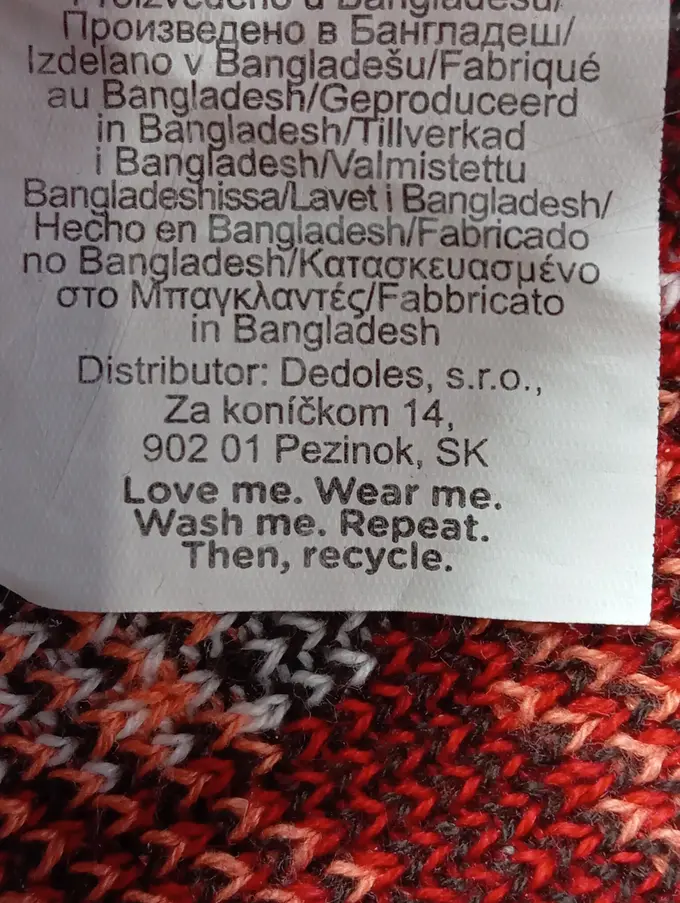 Proizvedeno u Bangladešu/
Произведено в Бангладеш/
Izdelano v Bangladešu/Fabriqué
au Bangladesh/Geproduceerd
in Bangladesh/Tillverkad
i Bangladesh/Valmistettu
Bangladeshissa/Lavet i Bangladesh/
Hecho en Bangladesh/Fabricado
no Bangladesh/Κατασκευασμένο
στο Μπαγκλαντές/Fabbricato
in Bangladesh
Distributor: Dedoles, s.r.o.,
Za koníčkom 14,
902 01 Pezinok, SK
Love me. Wear me.
Wash me. Repeat.
Then, recycle.